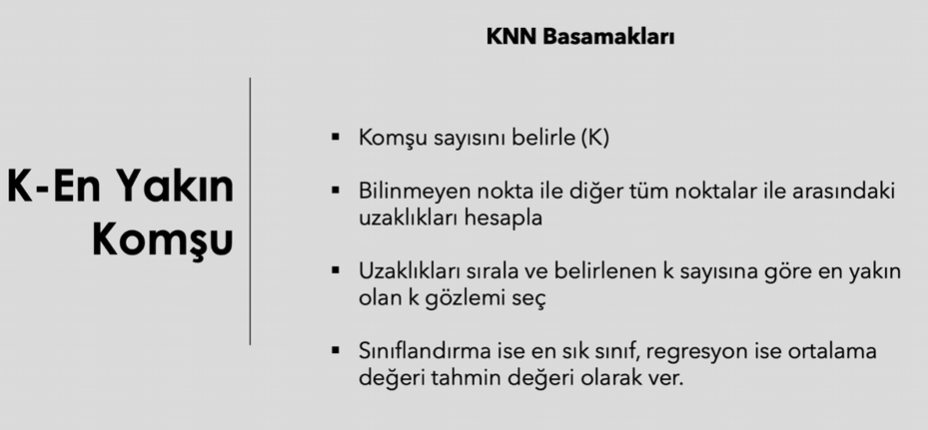 KNN Basamakları
K-En Yakın
Komşu
▪ Komşu sayısını belirle (K)
▪ Bilinmeyen nokta ile diğer tüm noktalar ile arasındaki
uzaklıkları hesapla
▪ Uzaklıkları sırala ve belirlenen k sayısına göre en yakın
olan k gözlemi seç
▪ Sınıflandırma ise en sık sınıf, regresyon ise ortalama
değeri tahmin değeri olarak ver.